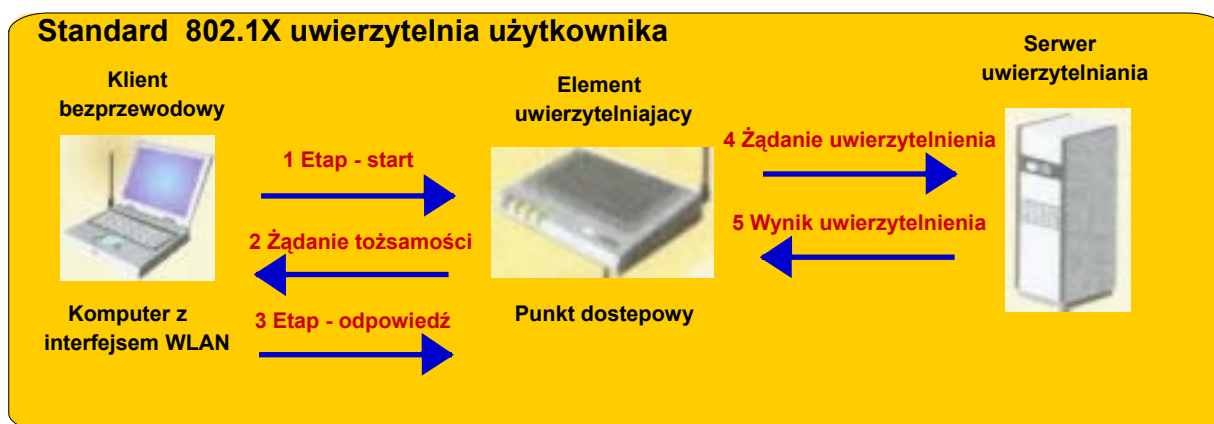 Standard 802.1X uwierzytelnia użytkownika
Klient
bezprzewodowy
Element
uwierzytelniajacy
Serwer
uwierzytelniania
1 Etap - start
2 Żądanie tożsamości
3 Etap - odpowiedź
4 Żądanie uwierzytelnienia
5 Wynik uwierzytelnienia
Komputer z
interfejsem WLAN
Punkt dostepowy